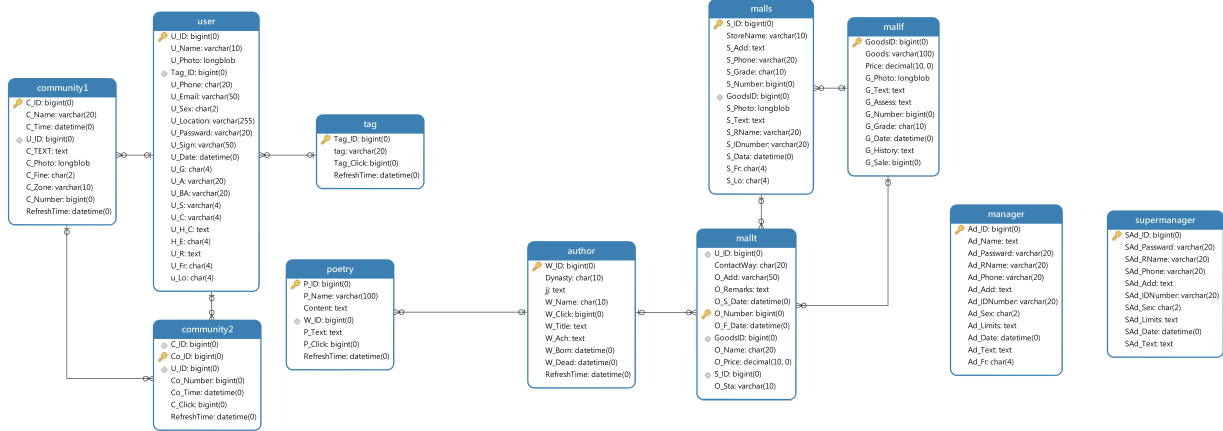 user
U_ID: bigint(0)
U_Name: varchar(10)
U_Photo: longblob
Tag_ID: bigint(0)
U_Phone: char(20)
U_Email: varchar(50)
U_Sex: char(2)
U_Location: varchar(255)
U_Passward: varchar(20)
U_Sign: varchar(50)
U_Date: datetime(0)
U_G: char(4)
U_A: varchar(20)
U_BA: varchar(20)
U_S: varchar(4)
U_C: varchar(4)
U_H_C: text
H_E: char(4)
U_R: text
U_Fr: char(4)
u_Lo: char(4)
community1
C_ID: bigint(0)
C_Name: varchar(20)
C_Time: datetime(0)
U_ID: bigint(0)
C_TEXT: text
C_Photo: longblob
C_Fine: char(2)
C_Zone: varchar(10)
C_Number: bigint(0)
RefreshTime: datetime(0)
tag
Tag_ID: bigint(0)
tag: varchar(20)
Tag_Click: bigint(0)
RefreshTime: datetime(0)
community2
C_ID: bigint(0)
Co_ID: bigint(0)
U_ID: bigint(0)
Co_Number: bigint(0)
Co_Time: datetime(0)
C_Click: bigint(0)
RefreshTime: datetime(0)
poetry
P_ID: bigint(0)
P_Name: varchar(100)
Content: text
W_ID: bigint(0)
P_Text: text
P_Click: bigint(0)
RefreshTime: datetime(0)
author
W_ID: bigint(0)
Dynasty: char(10)
jj: text
W_Name: char(10)
W_Click: bigint(0)
W_Title: text
W_Ach: text
W_Born: datetime(0)
W_Dead: datetime(0)
RefreshTime: datetime(0)
malls
S_ID: bigint(0)
StoreName: varchar(10)
S_Add: text
S_Phone: varchar(20)
S_Grade: char(10)
S_Number: bigint(0)
GoodsID: bigint(0)
S_Photo: longblob
S_Text: text
S_RName: varchar(20)
S_IDnumber: varchar(20)
S_Data: datetime(0)
S_Fr: char(4)
S_Lo: char(4)
mallf
GoodsID: bigint(0)
Goods: varchar(100)
Price: decimal(10, 0)
G_Photo: longblob
G_Text: text
G_Assess: text
G_Number: bigint(0)
G_Grade: char(10)
G_Date: datetime(0)
G_History: text
G_Sale: bigint(0)
mallt
U_ID: bigint(0)
ContactWay: char(20)
O_Add: varchar(50)
O_Remarks: text
O_S_Date: datetime(0)
O_Number: bigint(0)
O_F_Date: datetime(0)
GoodsID: bigint(0)
O_Name: char(20)
O_Price: decimal(10, 0)
S_ID: bigint(0)
O_Sta: varchar(10)
manager
Ad_ID: bigint(0)
Ad_Name: text
Ad_Passward: varchar(20)
Ad_RName: varchar(20)
Ad_Phone: varchar(20)
Ad_Add: text
Ad_IDNumber: varchar(20)
Ad_Sex: char(2)
Ad_Limits: text
Ad_Date: datetime(0)
Ad_Text: text
Ad_Fr: char(4)
supermanager
SAd_ID: bigint(0)
SAd_Passward: varchar(20)
SAd_RName: varchar(20)
SAd_Phone: varchar(20)
SAd_Add: text
SAd_IDNumber: varchar(20)
SAd_Sex: char(2)
SAd_Limits: text
SAd_Date: datetime(0)
SAd_Text: text